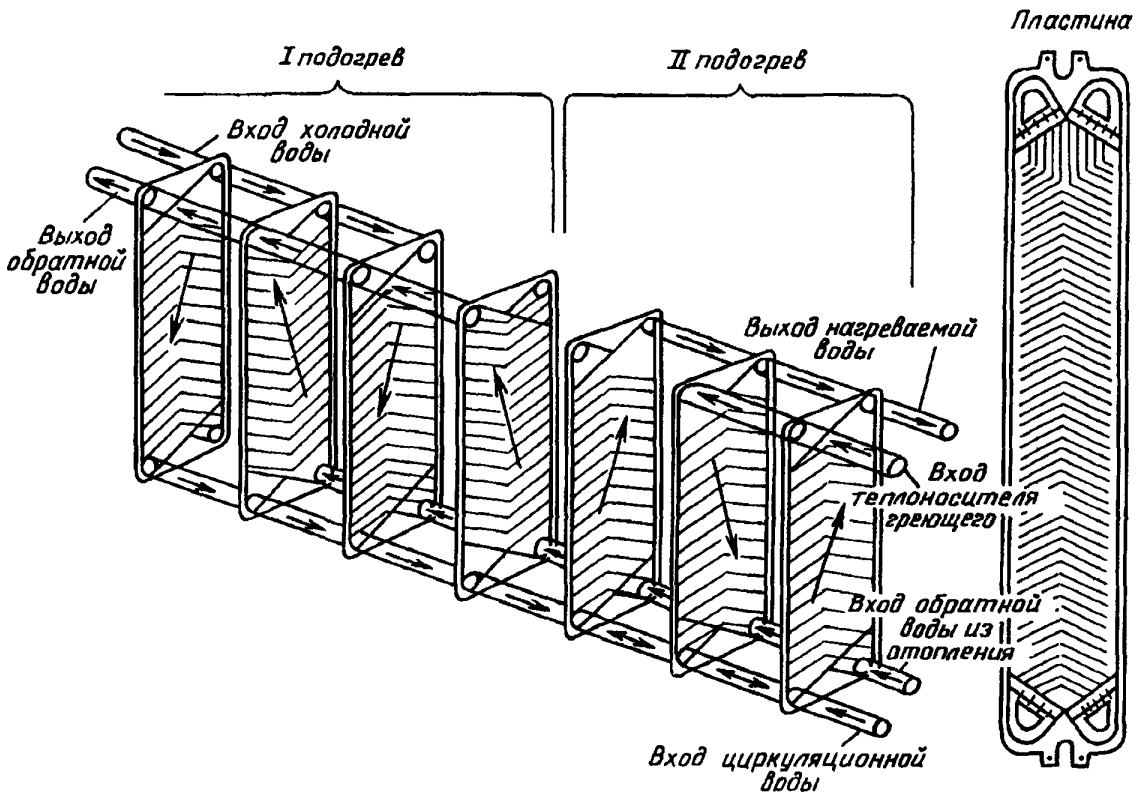 Пластина
I подогрев
II подогрев
Вход холодной
воды
Выход
обратной
воды
Выход нагреваемой
воды
Вход
теплоносителя
греющего
Вход обратной
воды из
отопления
Вход циркуляционной
воды